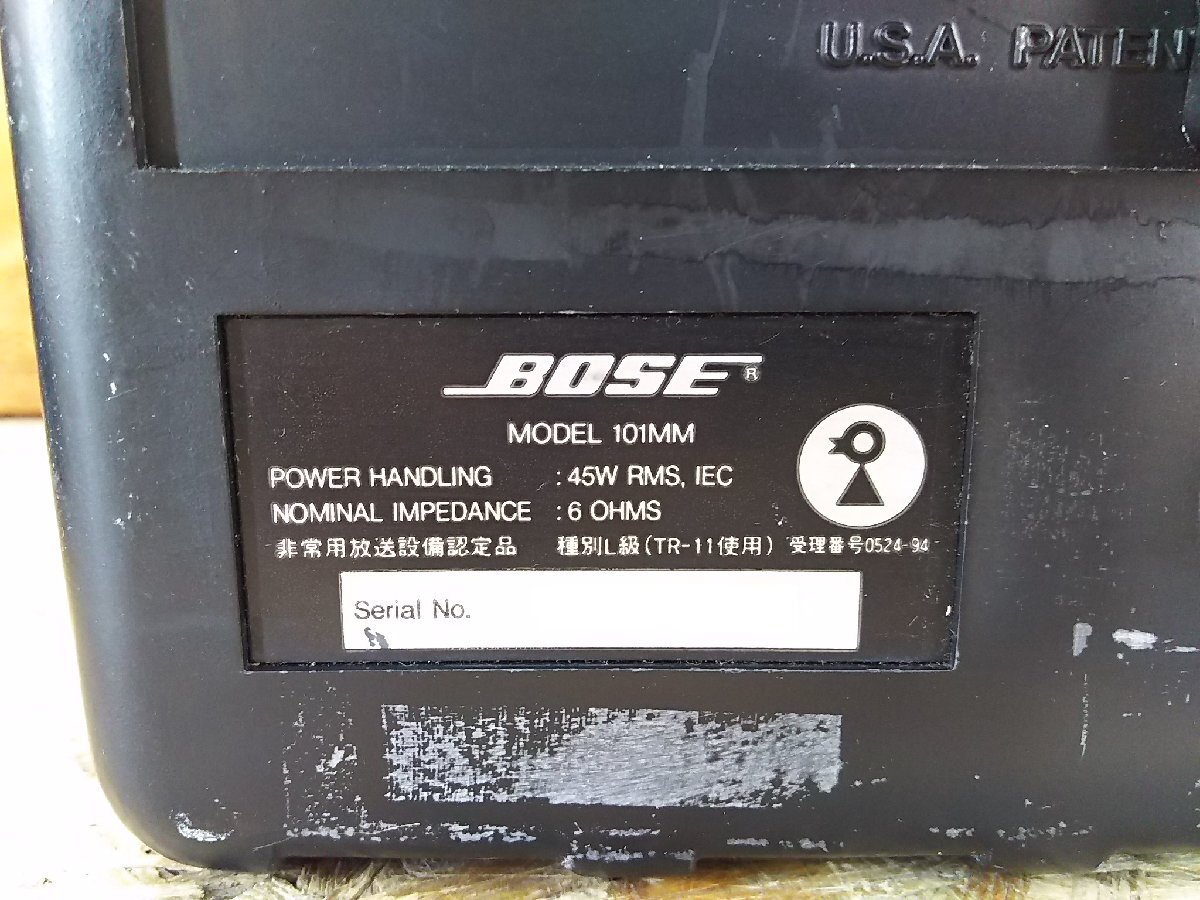 U.S.A. PATEN
BOSE®
MODEL 101MM
POWER HANDLING : 45W RMS, IEC
NOMINAL IMPEDANCE : 6 OHMS
非常用放送設備認定品 種別L級(TR-11使用) 受理番号0524-94
Serial No.